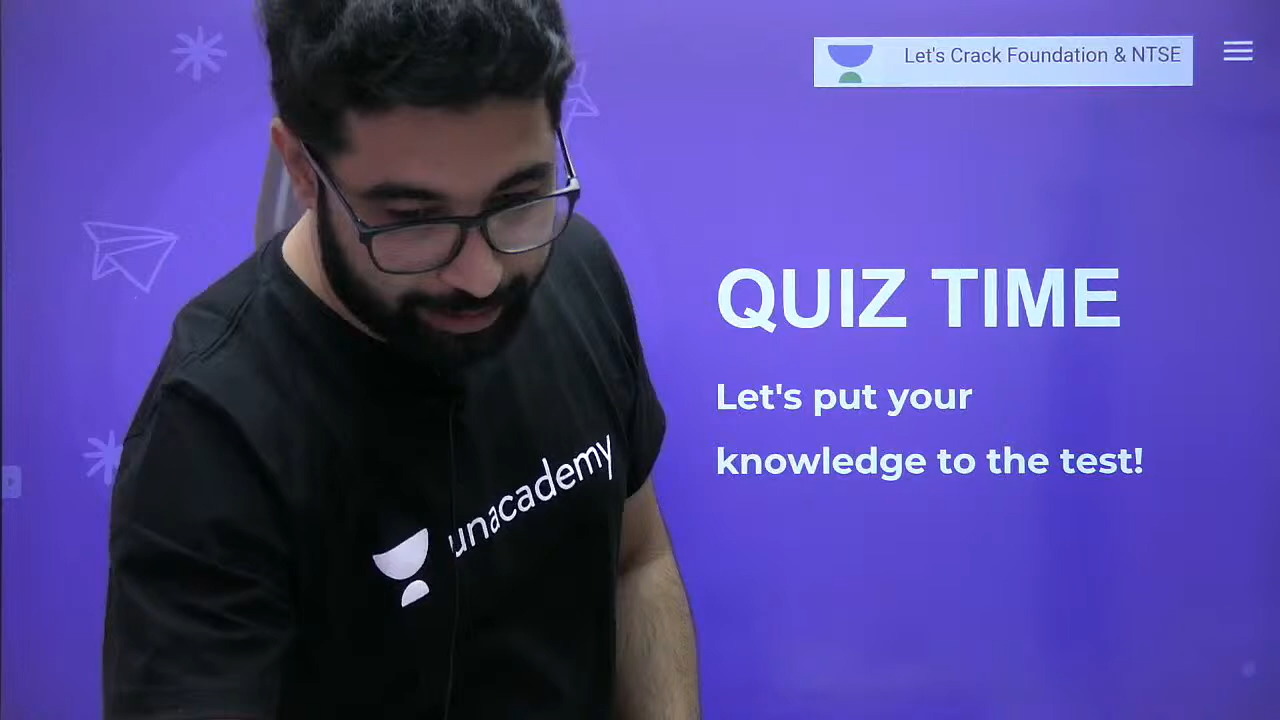 Let's Crack Foundation & NTSE
QUIZ TIME
Let's put your
knowledge to the test!
unacademy